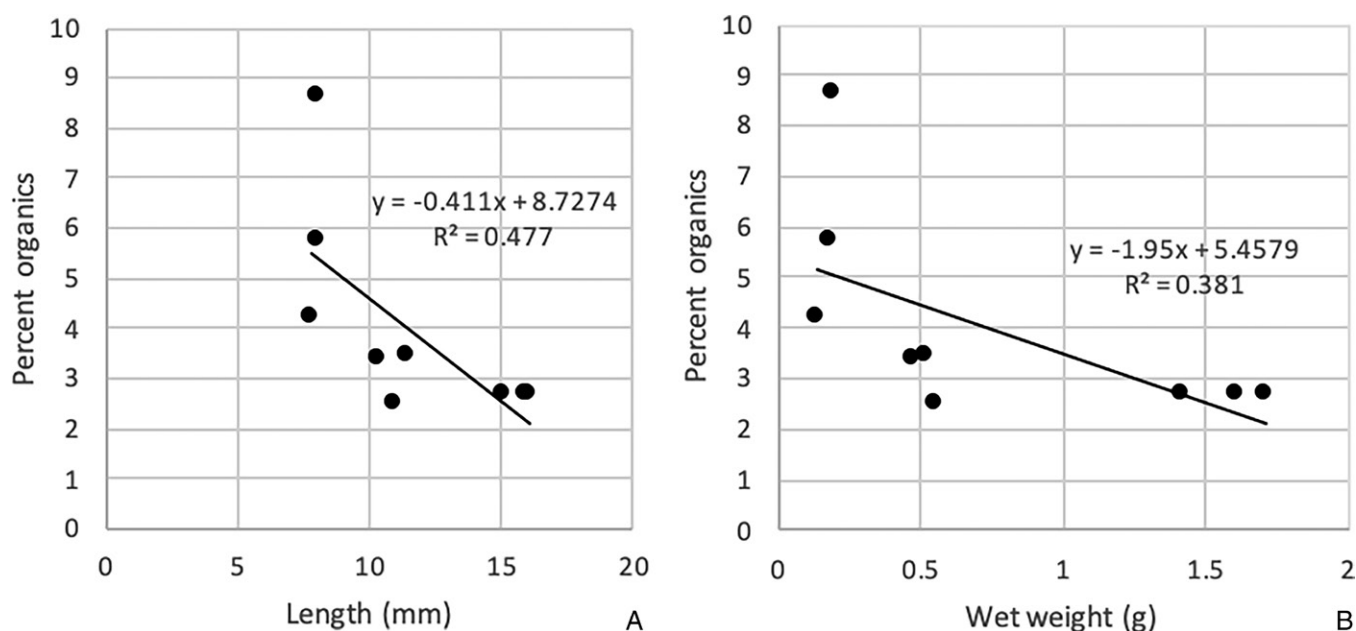 10
9
8
7
6
5
4
3
2
1
0
Percent organics
y = -0.411x + 8.7274
R² = 0.477
0 5 10 15 20
Length (mm)
A
10
9
8
7
6
5
4
3
2
1
0
Percent organics
y = -1.95x + 5.4579
R² = 0.381
0 0.5 1 1.5 2
Wet weight (g)
B